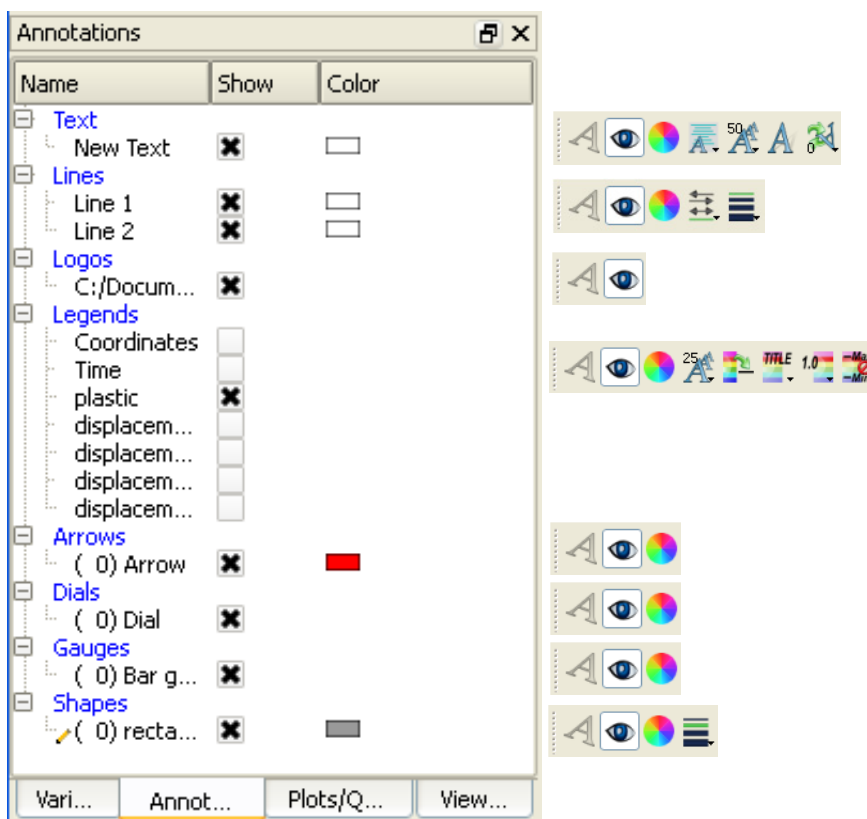 Annotations
Name Show Color
Text
New Text
Lines
Line 1
Line 2
Logos
C:/Docum...
Legends
Coordinates
Time
plastic
displacem...
displacem...
displacem...
displacem...
Arrows
( 0) Arrow
Dials
( 0) Dial
Gauges
( 0) Bar g...
Shapes
( 0) recta...
Vari... Annot... Plots/Q... View...
A A 50 A A 0
A
A
A 25 TITLE 1.0 Ma Min
A
A
A
A